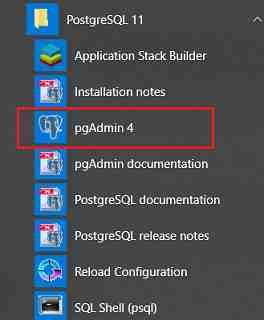 PostgreSQL 11
Application Stack Builder
Installation notes
pgAdmin 4
pgAdmin documentation
PostgreSQL documentation
PostgreSQL release notes
Reload Configuration
SQL Shell (psql)